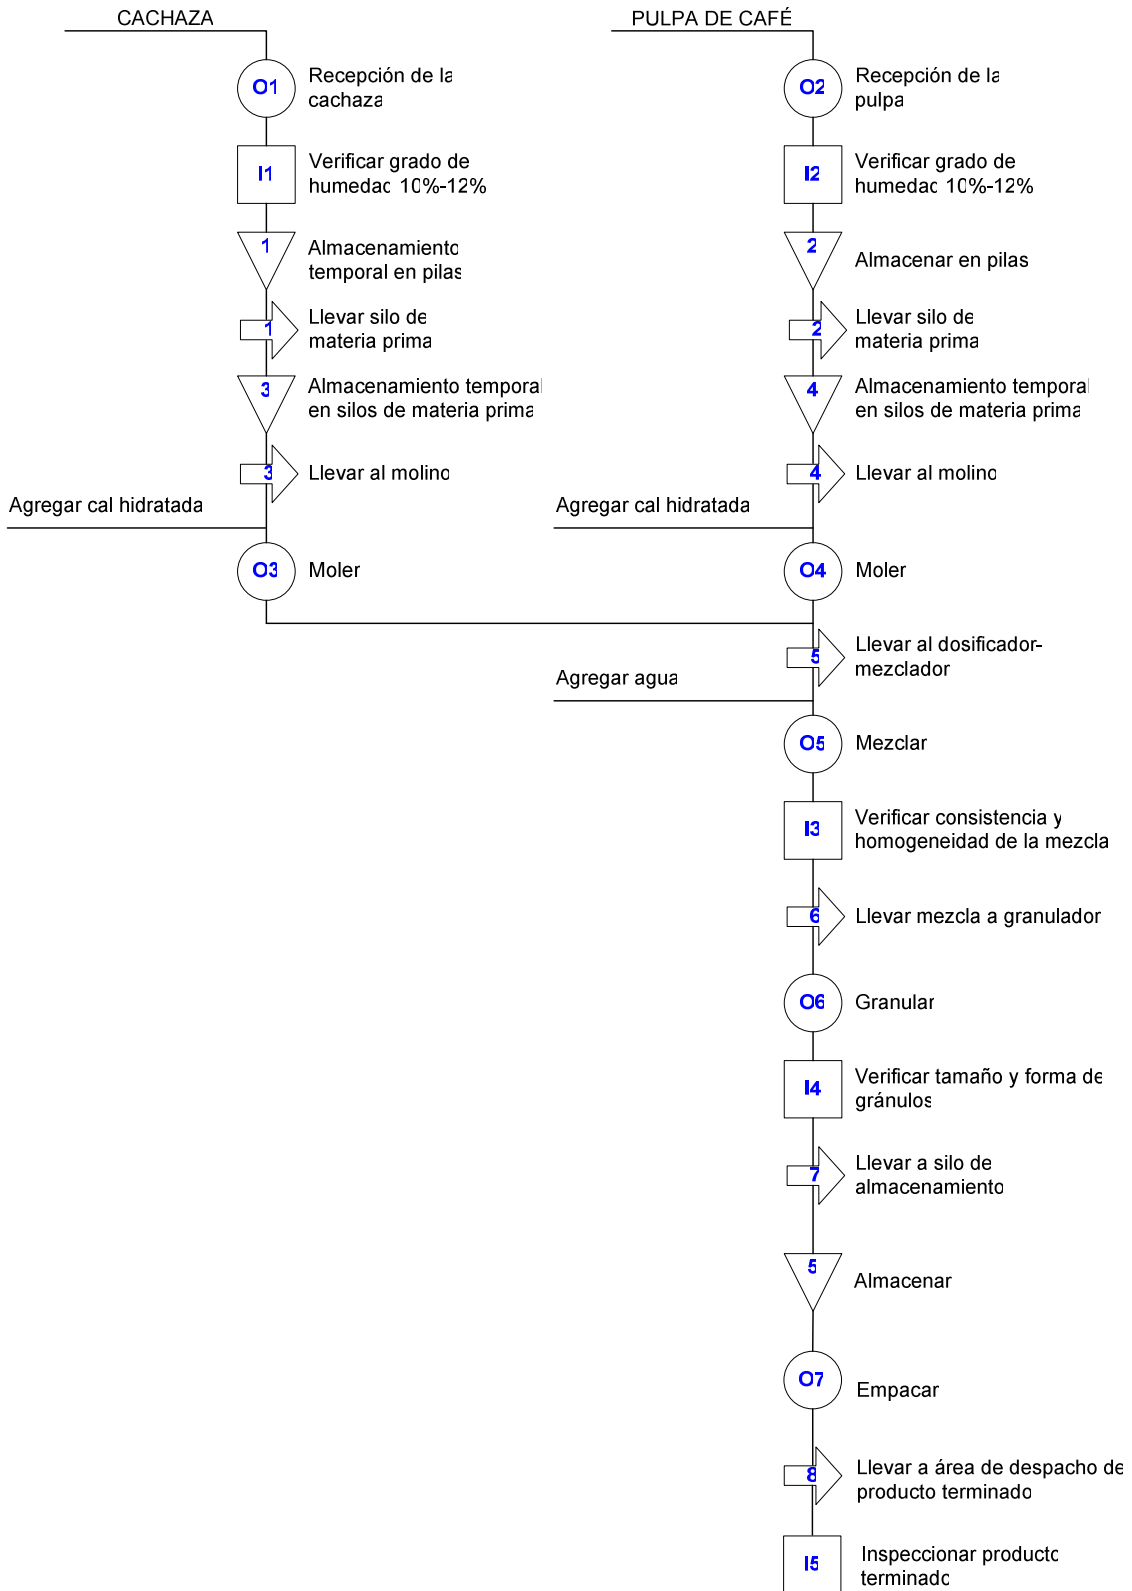 CACHAZA
O1
Recepción de la
cachaza
I1
Verificar grado de
humedad 10%-12%
1
Almacenamiento
temporal en pilas
1
Llevar silo de
materia prima
3
Almacenamiento temporal
en silos de materia prima
3
Llevar al molino
Agregar cal hidratada
O3
Moler
PULPA DE CAFÉ
O2
Recepción de la
pulpa
I2
Verificar grado de
humedad 10%-12%
2
Almacenar en pilas
2
Llevar silo de
materia prima
4
Almacenamiento temporal
en silos de materia prima
4
Llevar al molino
Agregar cal hidratada
O4
Moler
5
Llevar al dosificador-
mezclador
Agregar agua
O5
Mezclar
I3
Verificar consistencia y
homogeneidad de la mezcla
6
Llevar mezcla a granulador
O6
Granular
I4
Verificar tamaño y forma de
gránulos
7
Llevar a silo de
almacenamiento
5
Almacenar
O7
Empacar
8
Llevar a área de despacho de
producto terminado
I5
Inspeccionar producto
terminado